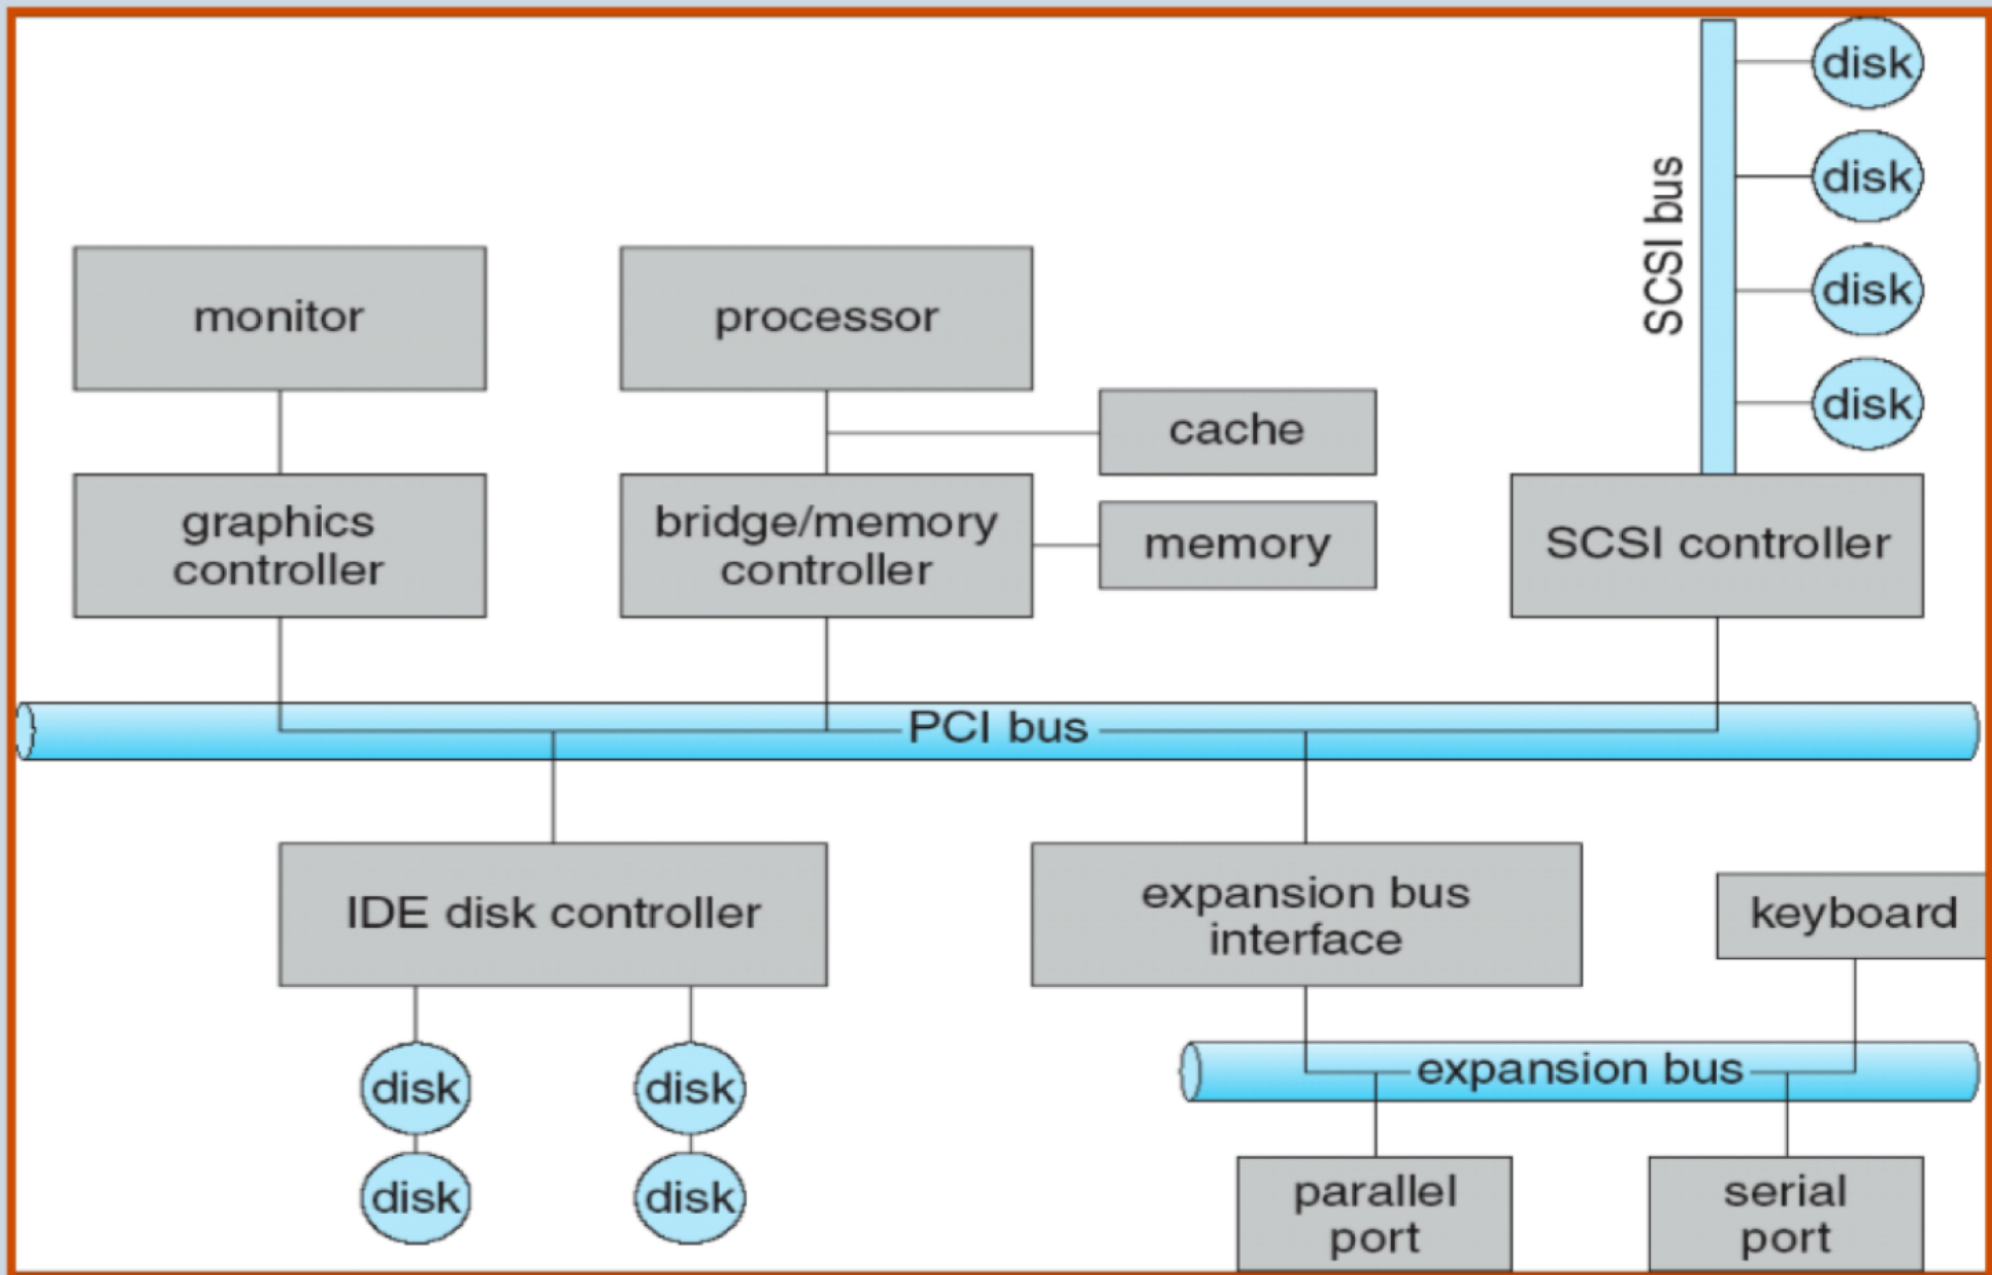 disk
disk
SCSI bus
disk
disk
monitor
processor
cache
graphics
controller
bridge/memory
controller
memory
SCSI controller
PCI bus
IDE disk controller
expansion bus
interface
keyboard
expansion bus
disk
disk
disk
disk
parallel
port
serial
port